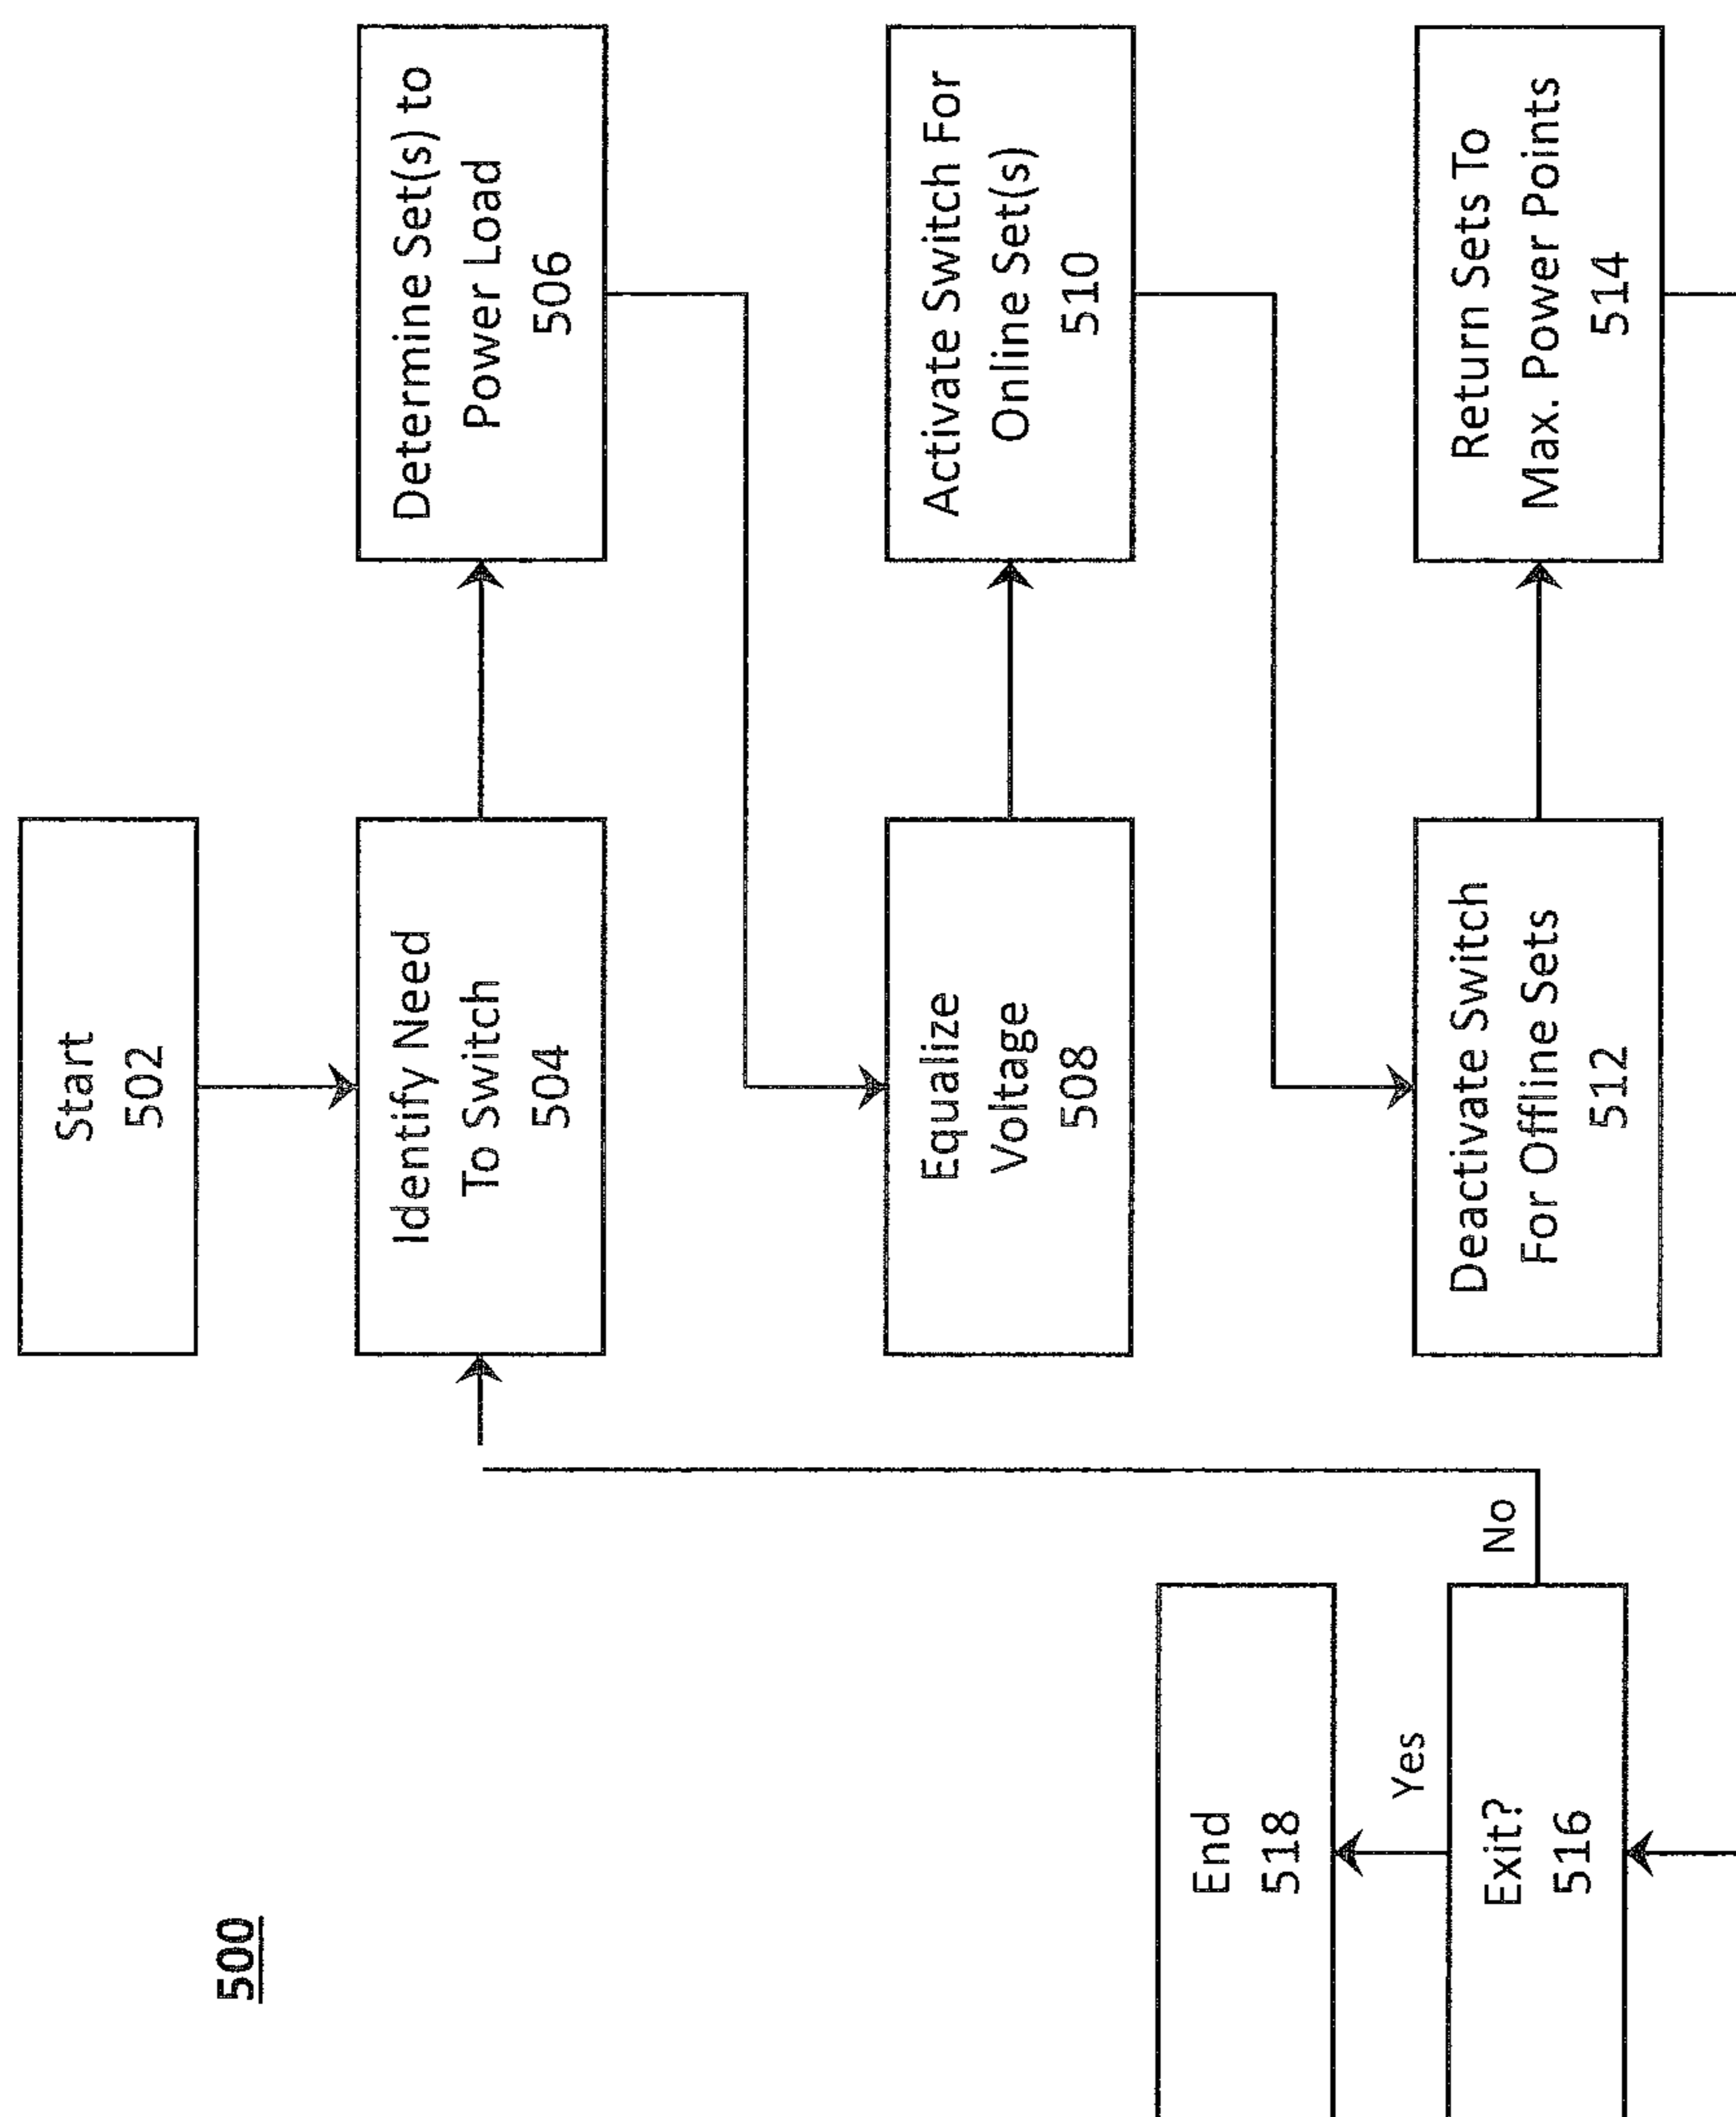 500
Start
502
Identify Need
To Switch
504
Determine Set(s) to
Power Load
506
Equalize
Voltage
508
Activate Switch For
Online Set(s)
510
Deactivate Switch
For Offline Sets
512
Return Sets To
Max. Power Points
514
Exit?
516
No
Yes
End
518